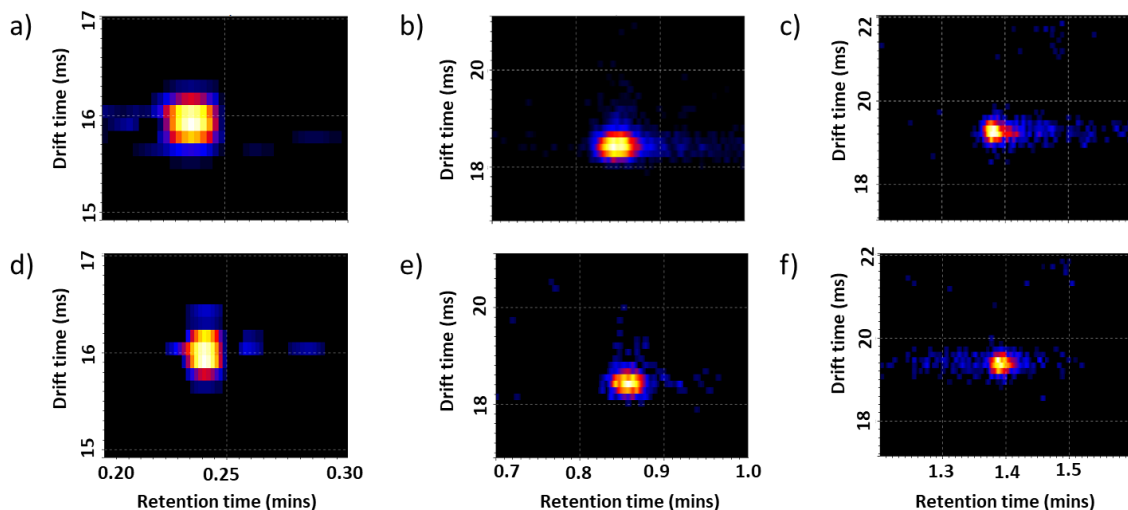 a)
Drift time (ms)
17
16
15
b)
Drift time (ms)
20
18
c)
Drift time (ms)
22
20
18
d)
Drift time (ms)
17
16
15
0.20
0.25
0.30
Retention time (mins)
e)
Drift time (ms)
20
18
0.7
0.8
0.9
1.0
Retention time (mins)
f)
Drift time (ms)
22
20
18
1.3
1.4
1.5
Retention time (mins)